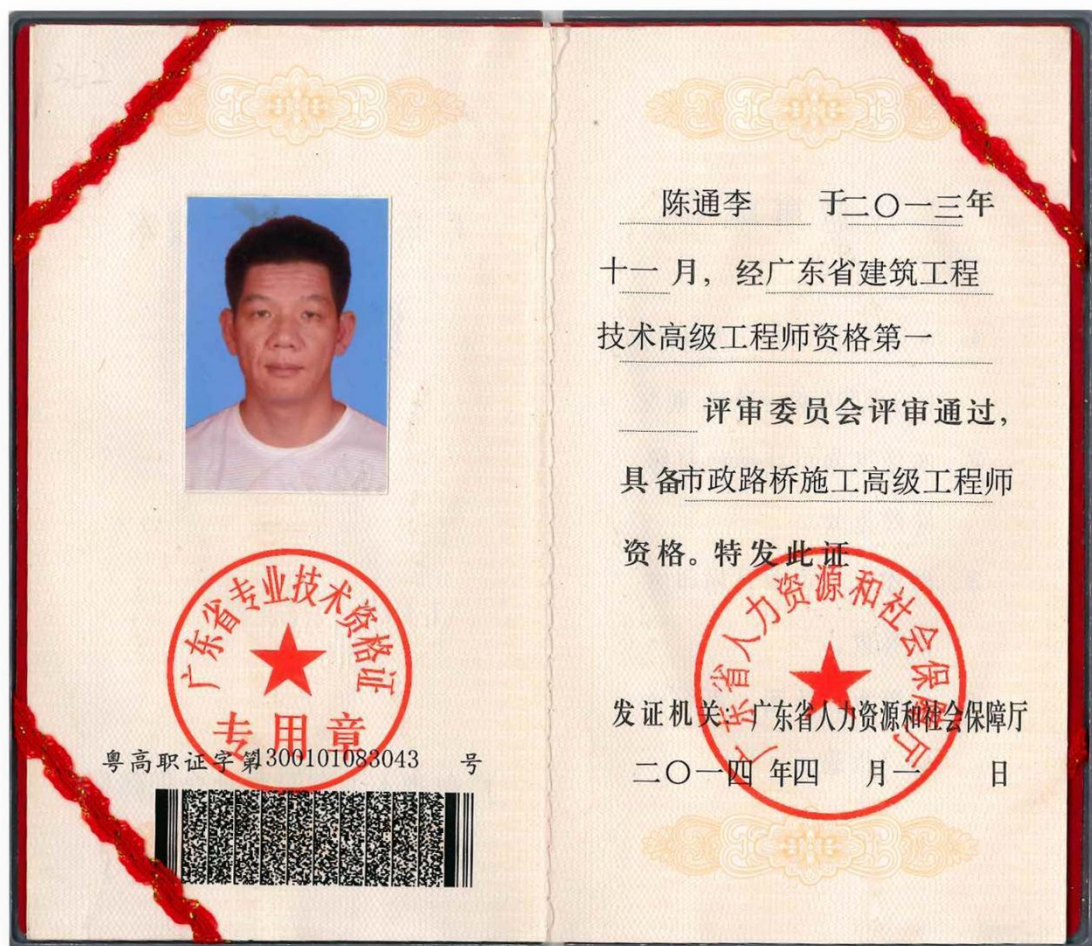 广东省专业技术资格证
专用章
粤高职证字第1300101083043 号
陈通李 于二〇一三年
十一月，经广东省建筑工程
技术高级工程师资格第一
评审委员会评审通过，
具备市政路桥施工高级工程师
资格。特发此证
广东省人力资源和社会保障厅
发证机关：广东省人力资源和社会保障厅
二〇一四 年四 月一 日